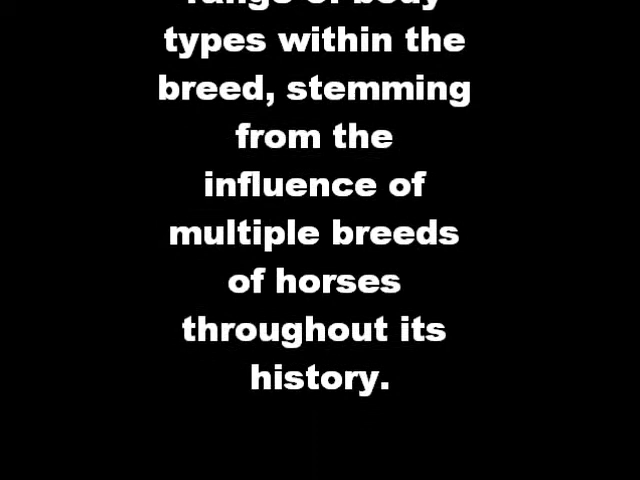 range of body
types within the
breed, stemming
from the
influence of
multiple breeds
of horses
throughout its
history.